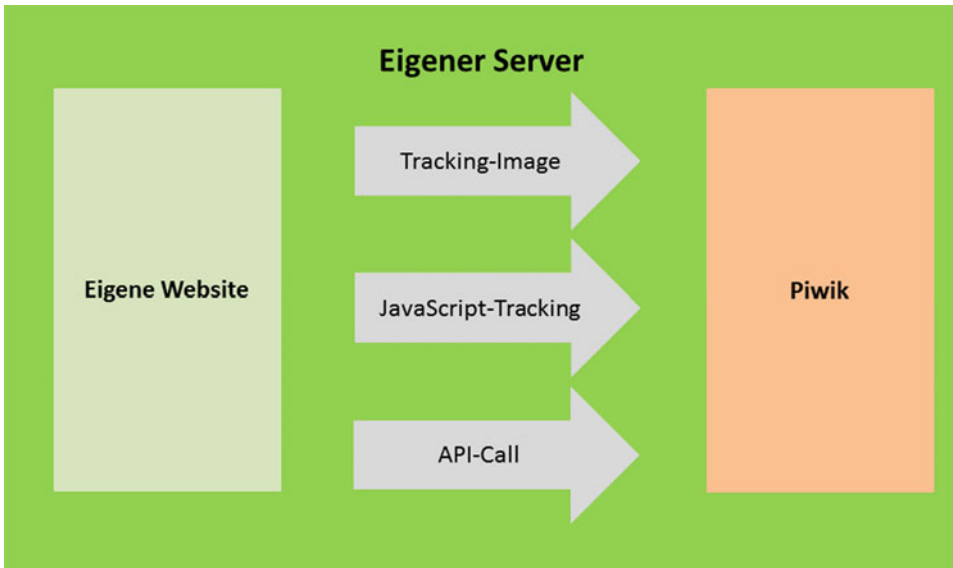 Eigener Server
Eigene Website
Tracking-Image
JavaScript-Tracking
API-Call
Piwik